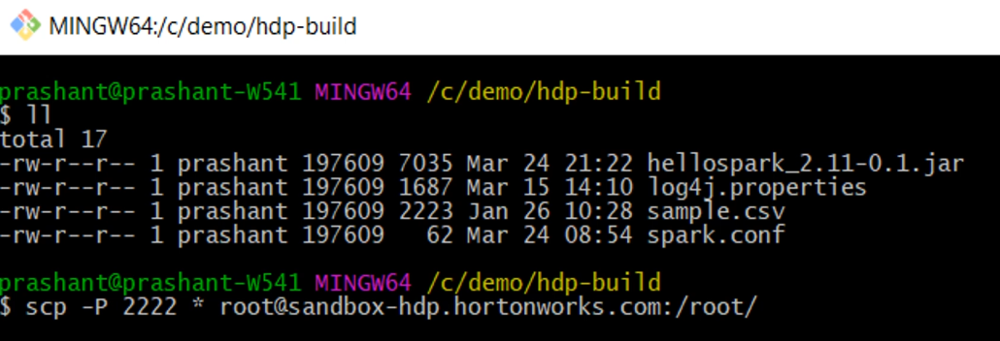 MINGW64:/c/demo/hdp-build
prashant@prashant-W541 MINGW64 /c/demo/hdp-build
$ ll
total 17
-rw-r--r-- 1 prashant 197609 7035 Mar 24 21:22 hellospark_2.11-0.1.jar
-rw-r--r-- 1 prashant 197609 1687 Mar 15 14:10 log4j.properties
-rw-r--r-- 1 prashant 197609 2223 Jan 26 10:28 sample.csv
-rw-r--r-- 1 prashant 197609   62 Mar 24 08:54 spark.conf
prashant@prashant-W541 MINGW64 /c/demo/hdp-build
$ scp -P 2222 * root@sandbox-hdp.hortonworks.com:/root/